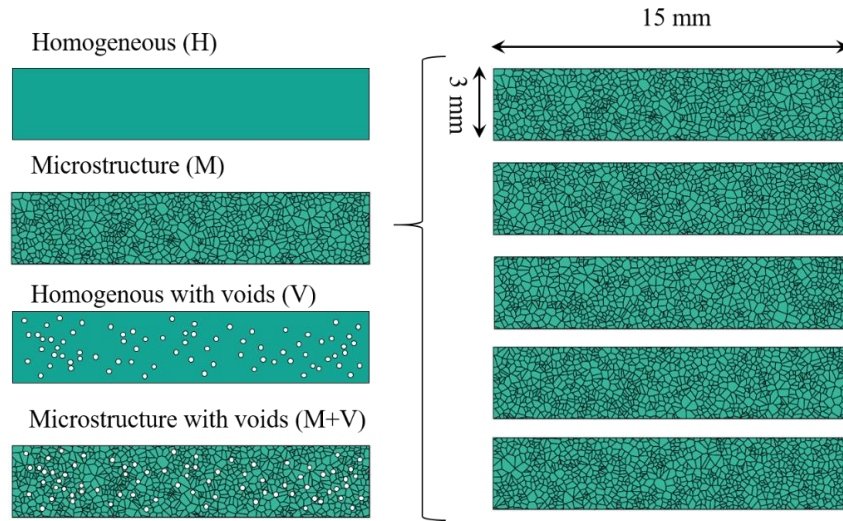 Homogeneous (H)
Microstructure (M)
Homogenous with voids (V)
Microstructure with voids (M+V)
15 mm
3 mm